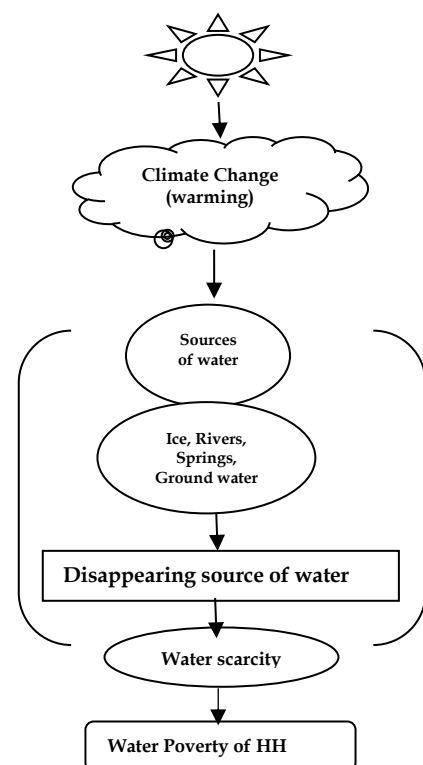 Climate Change
(warming)
Sources
of water
Ice, Rivers,
Springs,
Ground water
Disappearing source of water
Water scarcity
Water Poverty of HH